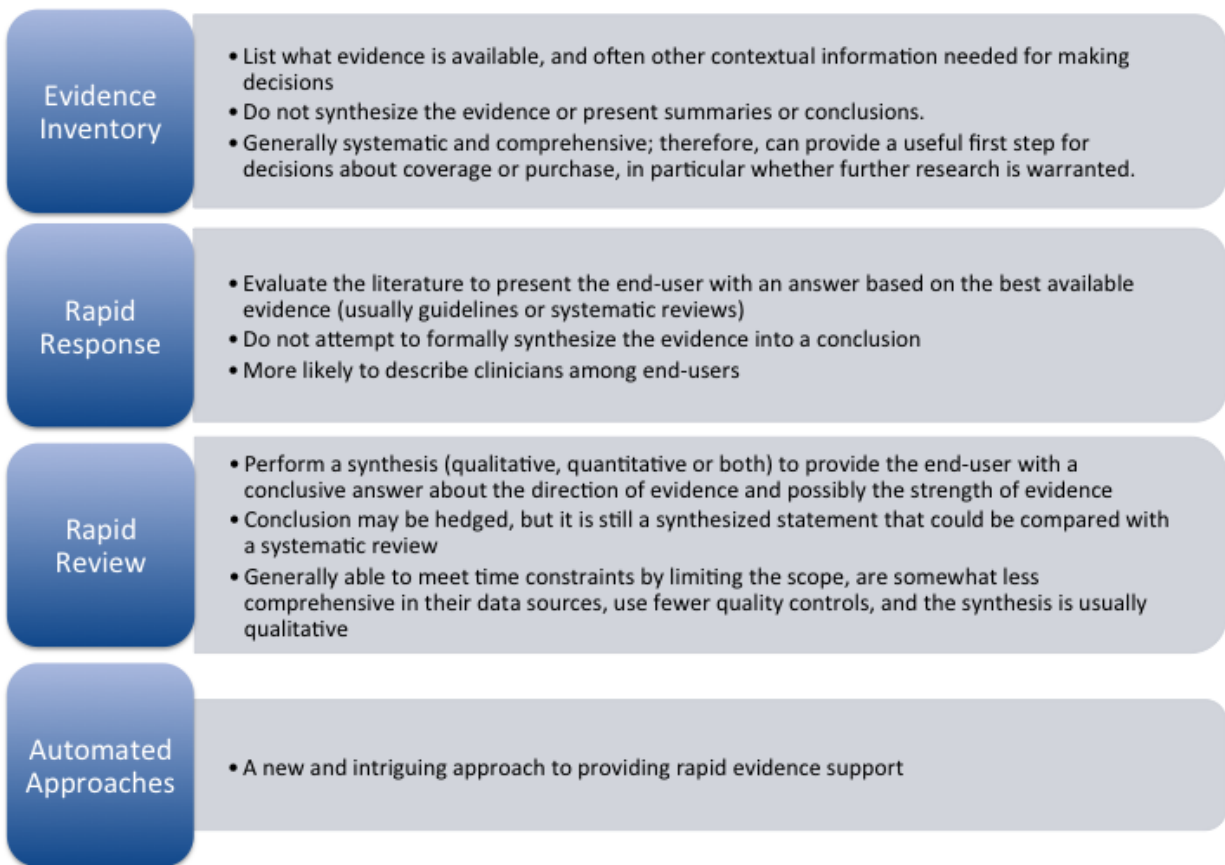 Evidence
Inventory
• List what evidence is available, and often other contextual information needed for making
decisions
• Do not synthesize the evidence or present summaries or conclusions.
• Generally systematic and comprehensive; therefore, can provide a useful first step for
decisions about coverage or purchase, in particular whether further research is warranted.
Rapid
Response
• Evaluate the literature to present the end-user with an answer based on the best available
evidence (usually guidelines or systematic reviews)
• Do not attempt to formally synthesize the evidence into a conclusion
• More likely to describe clinicians among end-users
Rapid
Review
• Perform a synthesis (qualitative, quantitative or both) to provide the end-user with a
conclusive answer about the direction of evidence and possibly the strength of evidence
• Conclusion may be hedged, but it is still a synthesized statement that could be compared with
a systematic review
• Generally able to meet time constraints by limiting the scope, are somewhat less
comprehensive in their data sources, use fewer quality controls, and the synthesis is usually
qualitative
Automated
Approaches
• A new and intriguing approach to providing rapid evidence support